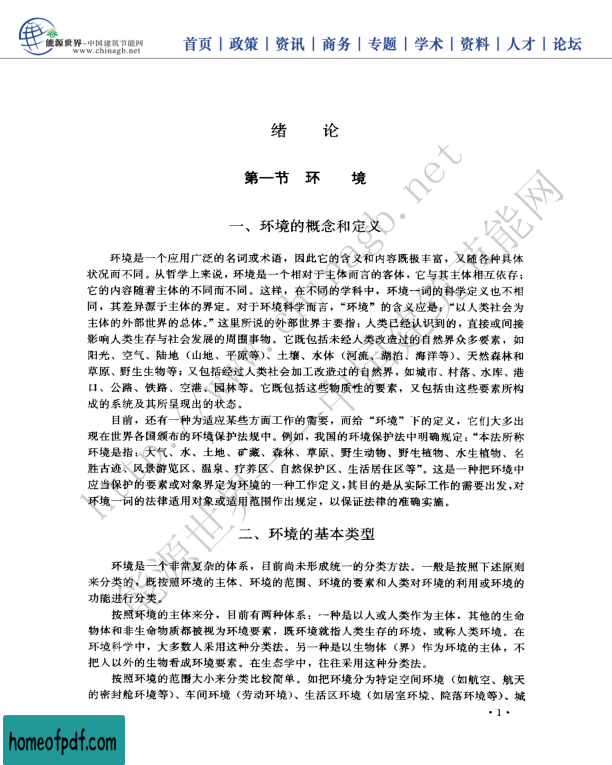 能源世界-中国建筑节能网
www.chinagb.net
首页 | 政策 | 资讯 | 商务 | 专题 | 学术 | 资料 | 人才 | 论坛
绪 论
第一节 环 境
一、环境的概念和定义
环境是一个应用广泛的名词或术语，因此它的含义和内容既极丰富，又随各种具体
状况而不同。从哲学上来说，环境是一个相对于主体而言的客体，它与其主体相互依存；
它的内容随着主体的不同而不同。这样，在不同的学科中，环境一词的科学定义也不相
同，其差异源于主体的界定。对于环境科学而言，“环境”的含义应是：“以人类社会为
主体的外部世界的总体。”这里所说的外部世界主要指：人类已经认识到的，直接或间接
影响人类生存与社会发展的周围事物。它既包括未经人类改造过的自然界众多要素，如
阳光、空气、陆地（山地、平原等）、土壤、水体（河流、湖泊、海洋等）、天然森林和
草原、野生生物等；又包括经过人类社会加工改造过的自然界，如城市、村落、水库、港
口、公路、铁路、空港、园林等。它既包括这些物质性的要素，又包括由这些要素所构
成的系统及其所呈现出的状态。
目前，还有一种为适应某些方面工作的需要，而给“环境”下的定义，它们大多出
现在世界各国颁布的环境保护法规中。例如，我国的环境保护法中明确规定：“本法所称
环境是指：大气、水、土地、矿藏、森林、草原、野生动物、野生植物、水生植物、名
胜古迹、风景游览区、温泉、疗养区、自然保护区、生活居住区等”。这是一种把环境中
应当保护的要素或对象界定为环境的一种工作定义，其目的是从实际工作的需要出发，对
环境一词的法律适用对象或适用范围作出规定，以保证法律的准确实施。
二、环境的基本类型
环境是一个非常复杂的体系，目前尚未形成统一的分类方法。一般是按照下述原则
来分类的，既按照环境的主体、环境的范围、环境的要素和人类对环境的利用或环境的
功能进行分类。
按照环境的主体来分，目前有两种体系：一种是以人或人类作为主体，其他的生命
物体和非生命物质都被视为环境要素，既环境就指人类生存的环境，或称人类环境。在
环境科学中，大多数人采用这种分类法。另一种是以生物体（界）作为环境的主体，不
把人以外的生物看成环境要素。在生态学中，往往采用这种分类法。
按照环境的范围大小来分类比较简单。如把环境分为特定空间环境（如航空、航天
的密封舱环境等）、车间环境（劳动环境）、生活区环境（如居室环境、院落环境等）、城
·1·
http://www.chinagb.net
能源世界——中国建筑节能网
homeofpdf.com